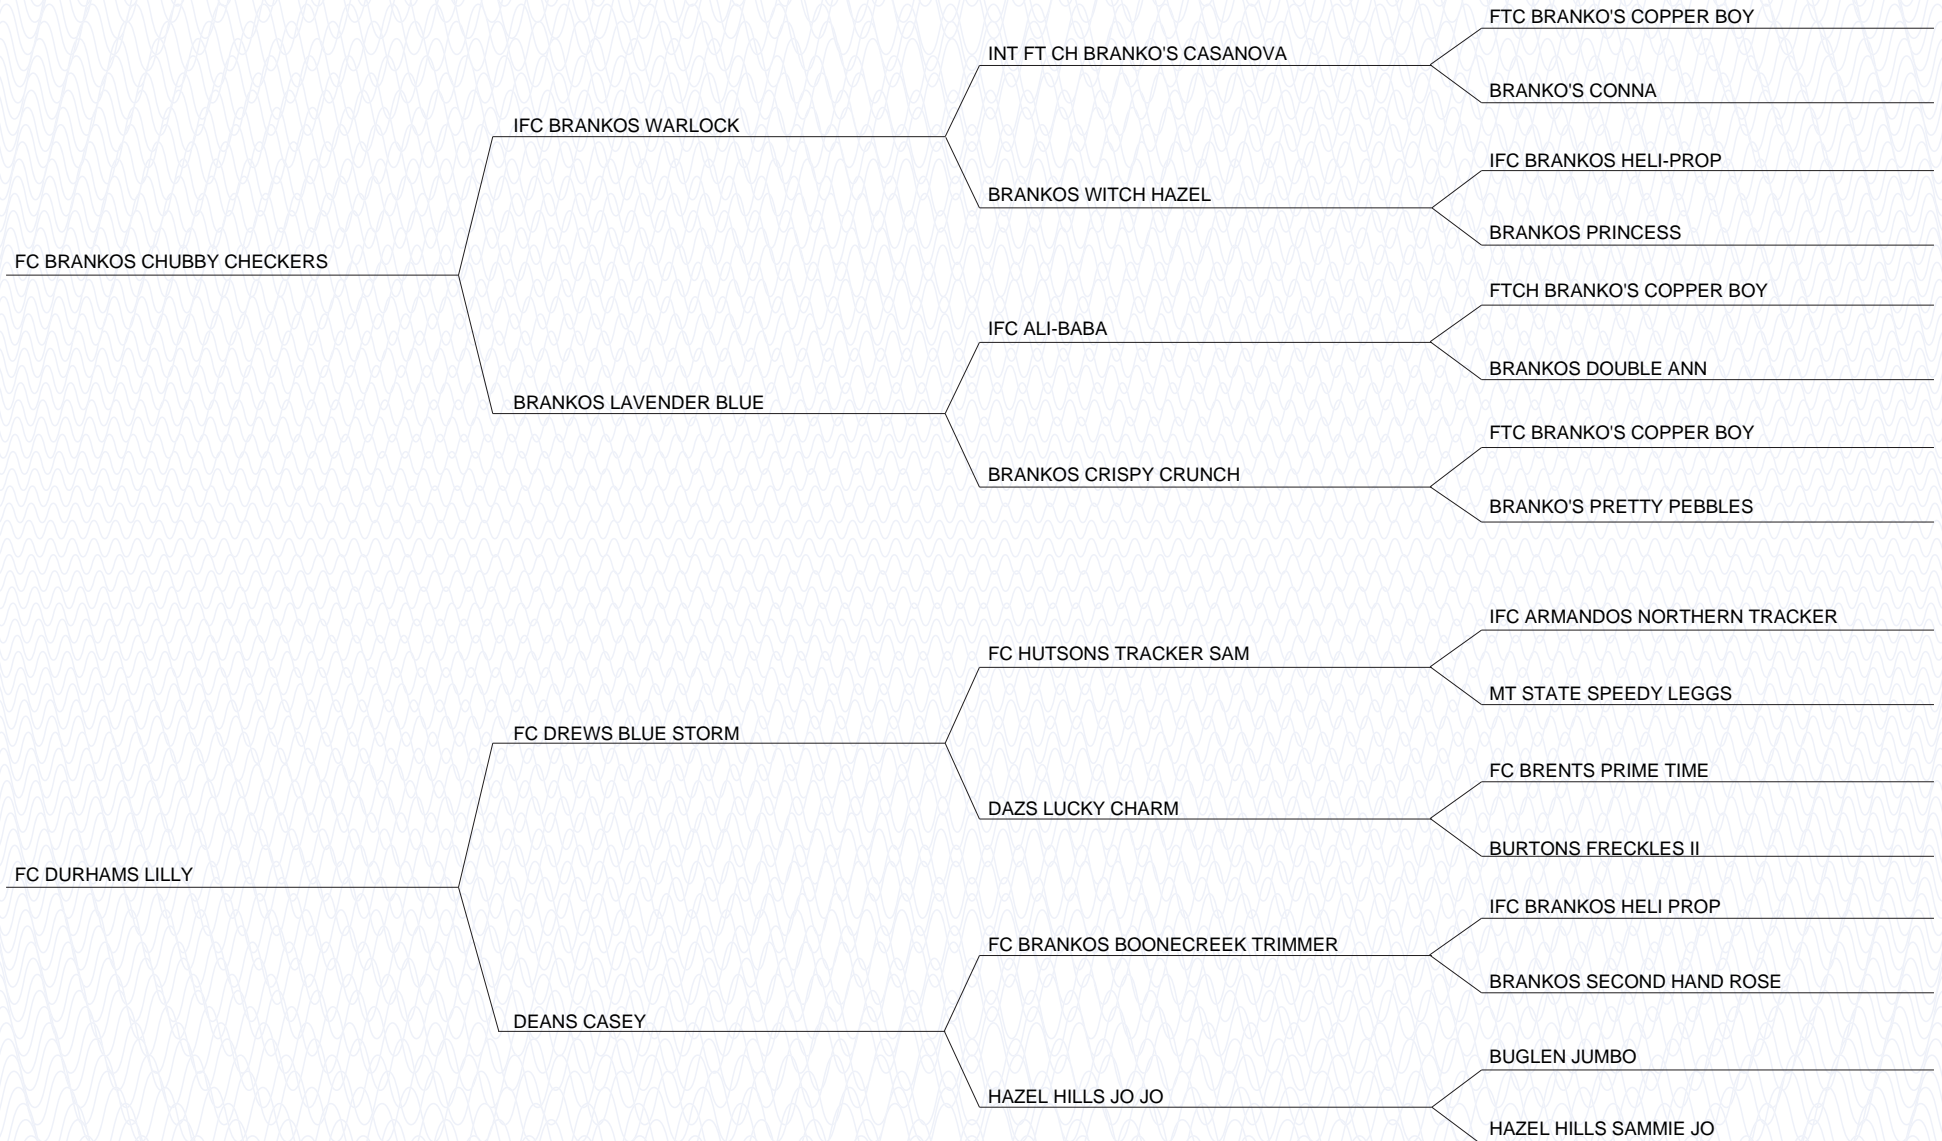 FTC BRANKO'S COPPER BOY
INT FT CH BRANKO'S CASANOVA
BRANKO'S CONNA
IFC BRANKOS WARLOCK
IFC BRANKOS HELI-PROP
BRANKOS WITCH HAZEL
BRANKOS PRINCESS
FC BRANKOS CHUBBY CHECKERS
FTCH BRANKO'S COPPER BOY
IFC ALI-BABA
BRANKOS DOUBLE ANN
BRANKOS LAVENDER BLUE
FTC BRANKO'S COPPER BOY
BRANKOS CRISPY CRUNCH
BRANKO'S PRETTY PEBBLES
IFC ARMANDOS NORTHERN TRACKER
FC HUTSONS TRACKER SAM
MT STATE SPEEDY LEGGS
FC DREWS BLUE STORM
FC BRENTS PRIME TIME
DAZS LUCKY CHARM
BURTONS FRECKLES II
FC DURHAMS LILLY
IFC BRANKOS HELI PROP
FC BRANKOS BOONECREEK TRIMMER
BRANKOS SECOND HAND ROSE
DEANS CASEY
BUGLEN JUMBO
HAZEL HILLS JO JO
HAZEL HILLS SAMMIE JO